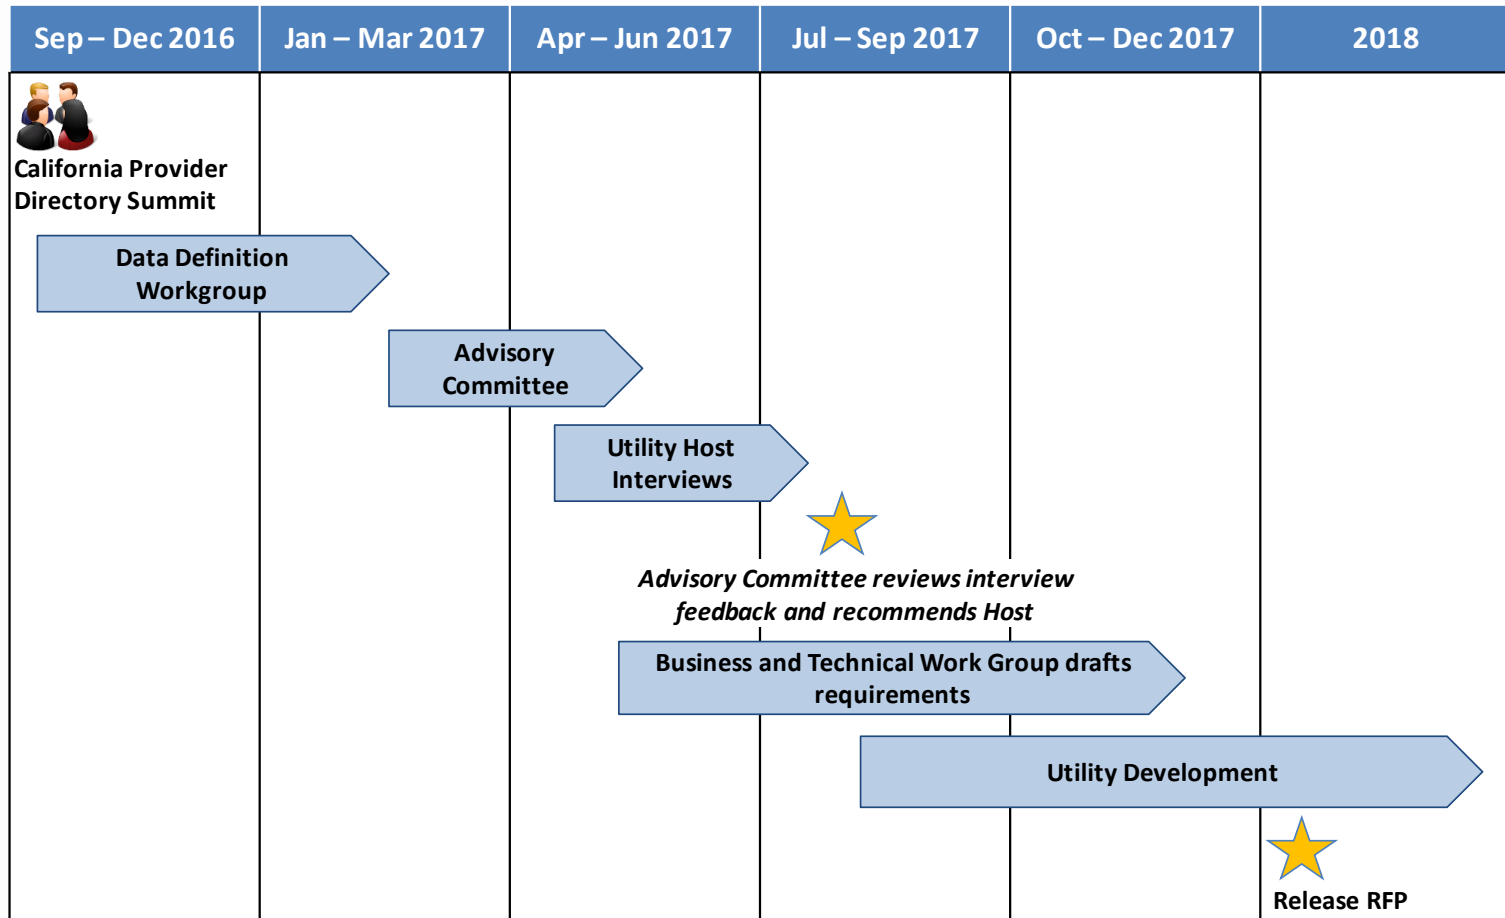 Sep – Dec 2016
Jan – Mar 2017
Apr – Jun 2017
Jul – Sep 2017
Oct – Dec 2017
2018
California Provider
Directory Summit
Data Definition
Workgroup
Advisory
Committee
Utility Host
Interviews
Advisory Committee reviews interview
feedback and recommends Host
Business and Technical Work Group drafts
requirements
Utility Development
Release RFP